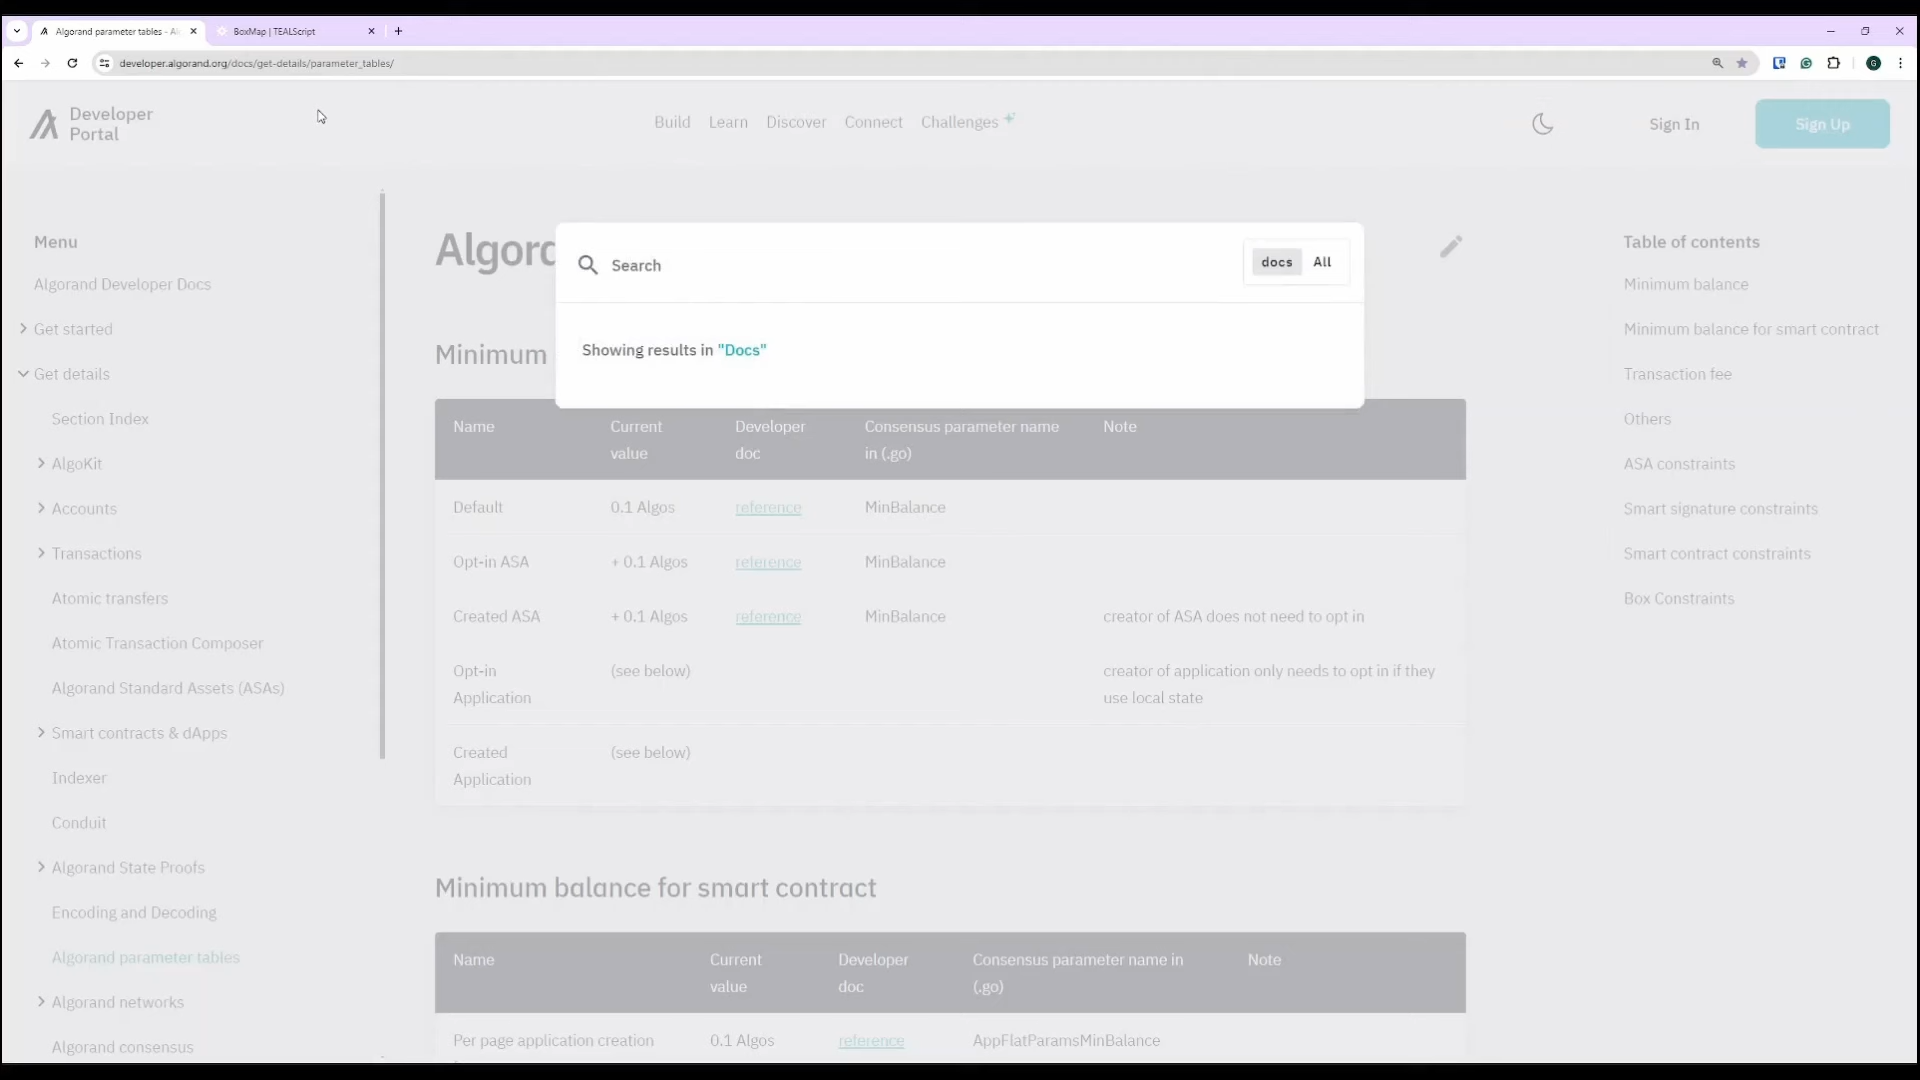 Algorand parameter tables - Al
BoxMap | TEALScript
developer.algorand.org/docs/get-details/parameter_tables/
Developer
Portal
Build
Learn
Discover
Connect
Challenges
Sign In
Sign Up
Menu
Algorand Developer Docs
Get started
Get details
Section Index
AlgoKit
Accounts
Transactions
Atomic transfers
Atomic Transaction Composer
Algorand Standard Assets (ASAs)
Smart contracts & dApps
Indexer
Conduit
Algorand State Proofs
Encoding and Decoding
Algorand parameter tables
Algorand networks
Algorand consensus
Algor
Search
docs All
Showing results in "Docs"
Minimum
Name Current Developer Consensus parameter name Note
value doc in (.go)
Default 0.1 Algos reference MinBalance
Opt-in ASA + 0.1 Algos reference MinBalance
Created ASA + 0.1 Algos reference MinBalance creator of ASA does not need to opt in
Opt-in (see below) creator of application only needs to opt in if they
Application use local state
Created (see below)
Application
Minimum balance for smart contract
Name Current Developer Consensus parameter name in Note
value doc (.go)
Per page application creation 0.1 Algos reference AppFlatParamsMinBalance
Table of contents
Minimum balance
Minimum balance for smart contract
Transaction fee
Others
ASA constraints
Smart signature constraints
Smart contract constraints
Box Constraints
G